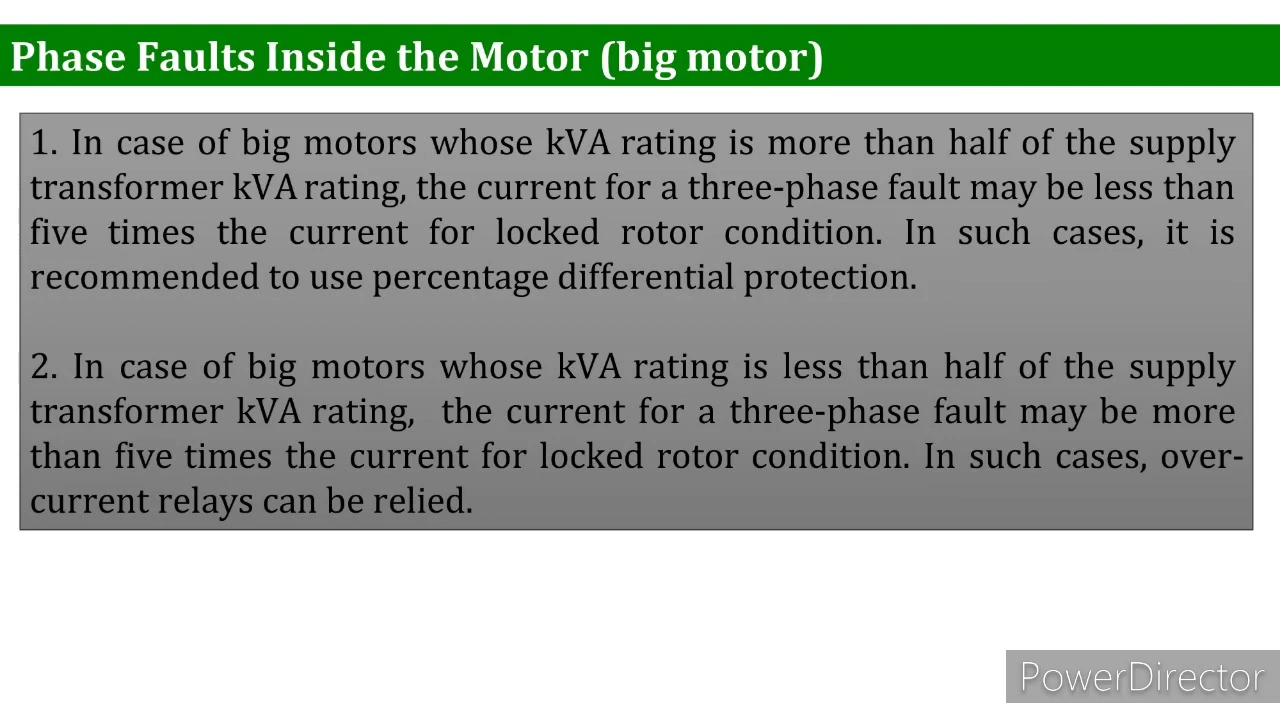 Phase Faults Inside the Motor (big motor)
1. In case of big motors whose kVA rating is more than half of the supply
transformer kVA rating, the current for a three-phase fault may be less than
five times the current for locked rotor condition. In such cases, it is
recommended to use percentage differential protection.
2. In case of big motors whose kVA rating is less than half of the supply
transformer kVA rating, the current for a three-phase fault may be more
than five times the current for locked rotor condition. In such cases, over-
current relays can be relied.
PowerDirector